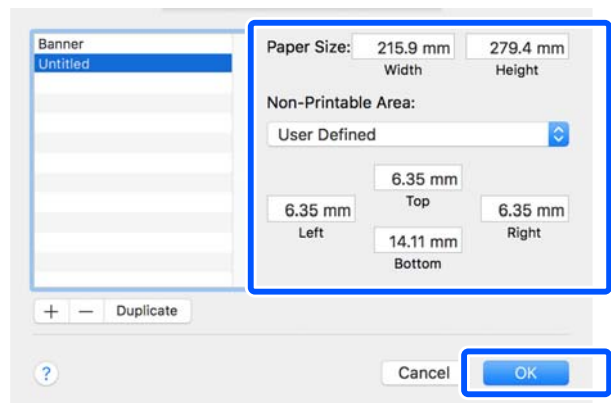 Banner
Untitled
Paper Size: 215.9 mm 279.4 mm
Width Height
Non-Printable Area:
User Defined
6.35 mm
Top
6.35 mm 6.35 mm
Left Right
14.11 mm
Bottom
+ − Duplicate
? Cancel OK